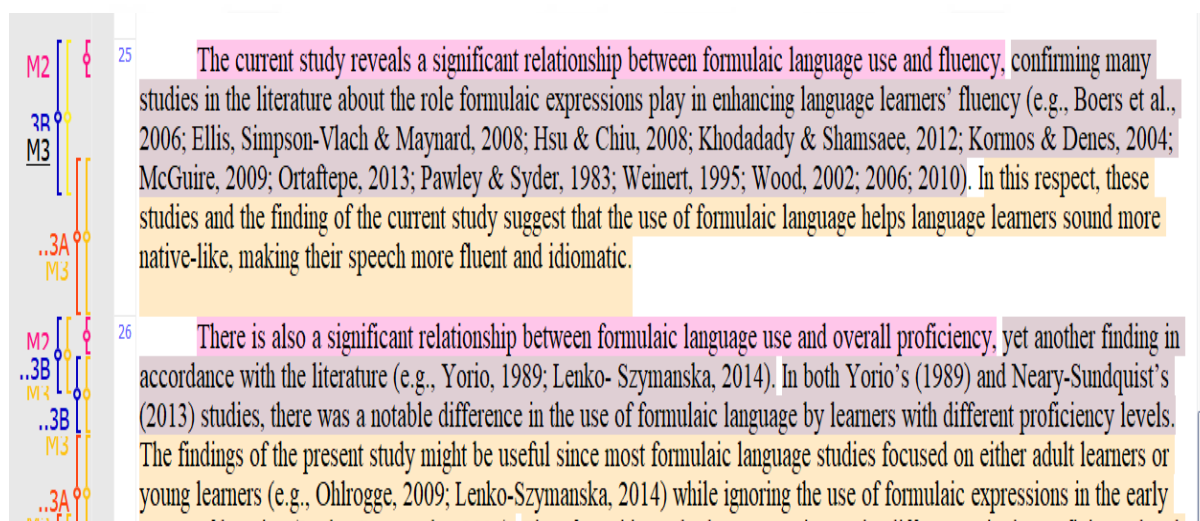 M2
3B
M3
..3A
M3
25
The current study reveals a significant relationship between formulaic language use and fluency, confirming many
studies in the literature about the role formulaic expressions play in enhancing language learners' fluency (e.g., Boers et al.,
2006; Ellis, Simpson-Vlach & Maynard, 2008; Hsu & Chiu, 2008; Khodadady & Shamsaee, 2012; Kormos & Denes, 2004;
McGuire, 2009; Ortaftepe, 2013; Pawley & Syder, 1983; Weinert, 1995; Wood, 2002; 2006; 2010). In this respect, these
studies and the finding of the current study suggest that the use of formulaic language helps language learners sound more
native-like, making their speech more fluent and idiomatic.
M2
..3B
M3
..3B
M3
..3A
26
There is also a significant relationship between formulaic language use and overall proficiency, yet another finding in
accordance with the literature (e.g., Yorio, 1989; Lenko- Szymanska, 2014). In both Yorio's (1989) and Neary-Sundquist's
(2013) studies, there was a notable difference in the use of formulaic language by learners with different proficiency levels.
The findings of the present study might be useful since most formulaic language studies focused on either adult learners or
young learners (e.g., Ohlrogge, 2009; Lenko-Szymanska, 2014) while ignoring the use of formulaic expressions in the early